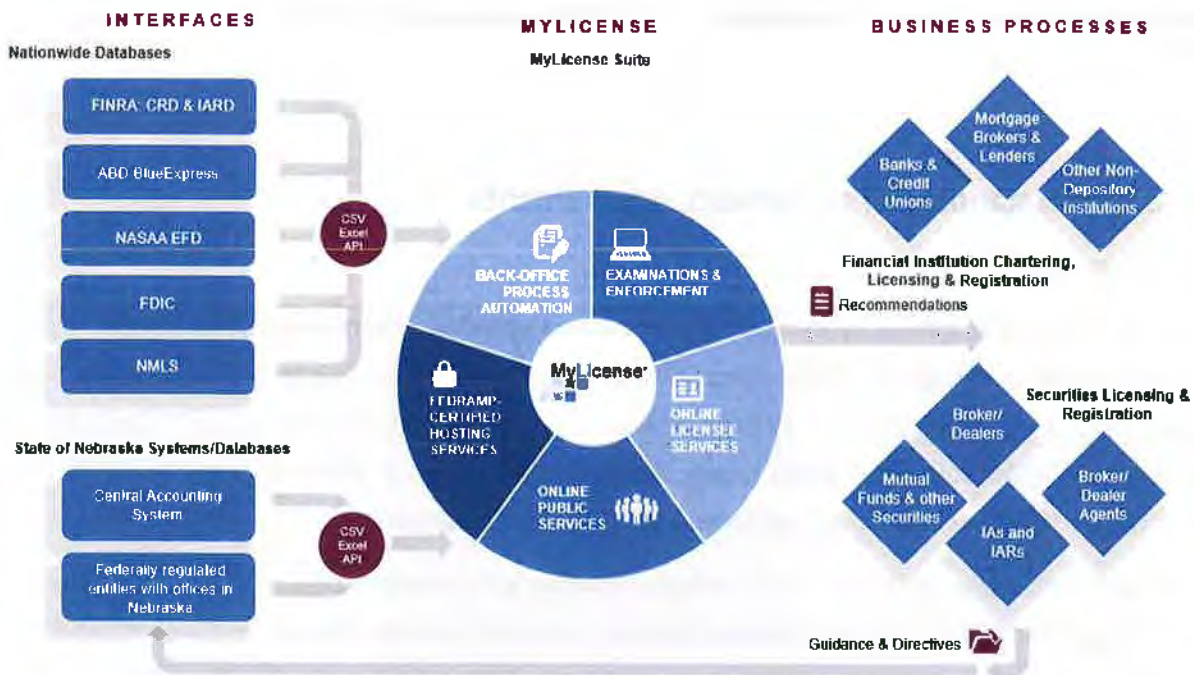 INTERFACES
MYLICENSE
BUSINESS PROCESSES
Nationwide Databases
MyLicense Suite
FINRA: CRD & IARD
ABD BlueExpress
NASAA EFD
FDIC
NMLS
CSV
Excel
API
State of Nebraska Systems/Databases
Central Accounting
System
Federally regulated
entities with offices in
Nebraska
CSV
Excel
API
BACK-OFFICE
PROCESS
AUTOMATION
EXAMINATIONS &
ENFORCEMENT
MyLicense
FEDRAMP-
CERTIFIED
HOSTING
SERVICES
ONLINE
LICENSEE
SERVICES
ONLINE
PUBLIC
SERVICES
Mortgage
Brokers &
Lenders
Banks &
Credit
Unions
Other Non-
Depository
Institutions
Financial Institution Chartering,
Licensing & Registration
Recommendations
Securities Licensing &
Registration
Broker/
Dealers
Mutual
Funds & other
Securities
Broker/
Dealer
Agents
IAs and
IARs
Guidance & Directives